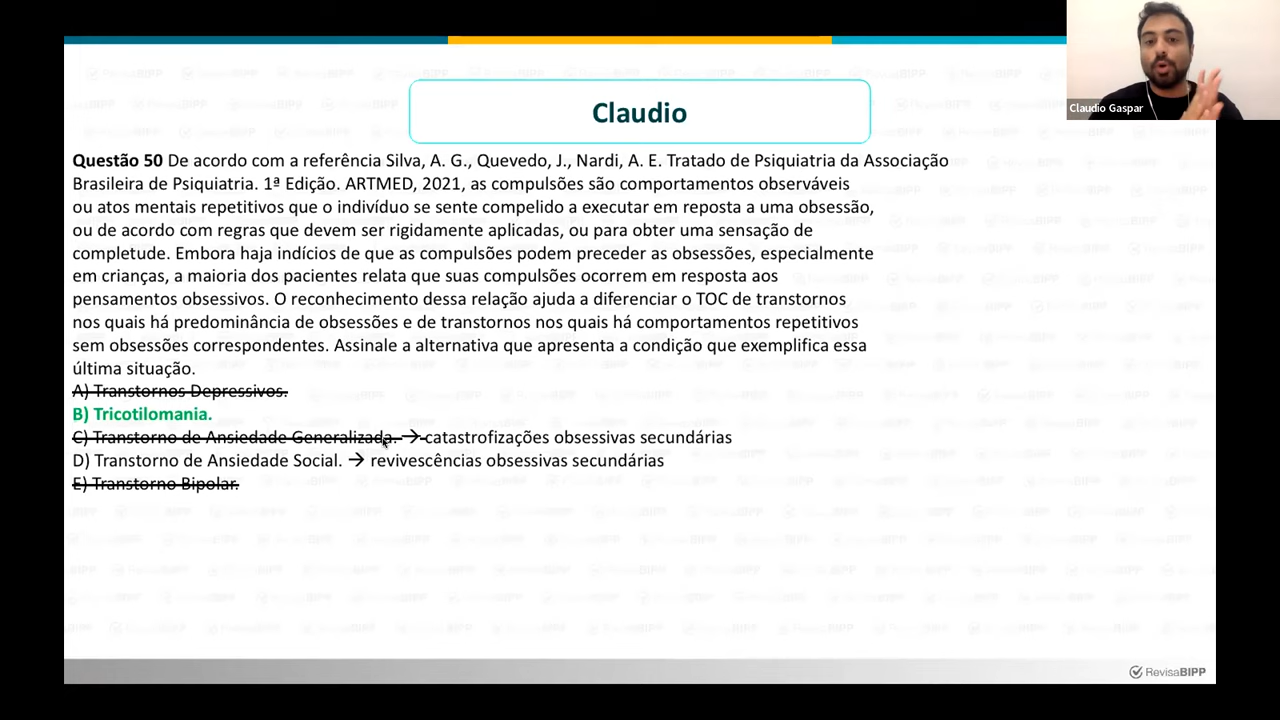 Claudio Gaspar
Claudio
Questão 50 De acordo com a referência Silva, A. G., Quevedo, J., Nardi, A. E. Tratado de Psiquiatria da Associação
Brasileira de Psiquiatria. 1ª Edição. ARTMED, 2021, as compulsões são comportamentos observáveis
ou atos mentais repetitivos que o indivíduo se sente compelido a executar em reposta a uma obsessão,
ou de acordo com regras que devem ser rigidamente aplicadas, ou para obter uma sensação de
completude. Embora haja indícios de que as compulsões podem preceder as obsessões, especialmente
em crianças, a maioria dos pacientes relata que suas compulsões ocorrem em resposta aos
pensamentos obsessivos. O reconhecimento dessa relação ajuda a diferenciar o TOC de transtornos
nos quais há predominância de obsessões e de transtornos nos quais há comportamentos repetitivos
sem obsessões correspondentes. Assinale a alternativa que apresenta a condição que exemplifica essa
última situação.
A) Transtornos Depressivos.
B) Tricotilomania.
C) Transtorno de Ansiedade Generalizada. → catastrofizações obsessivas secundárias
D) Transtorno de Ansiedade Social. → revivescências obsessivas secundárias
E) Transtorno Bipolar.
RevisaBIPP